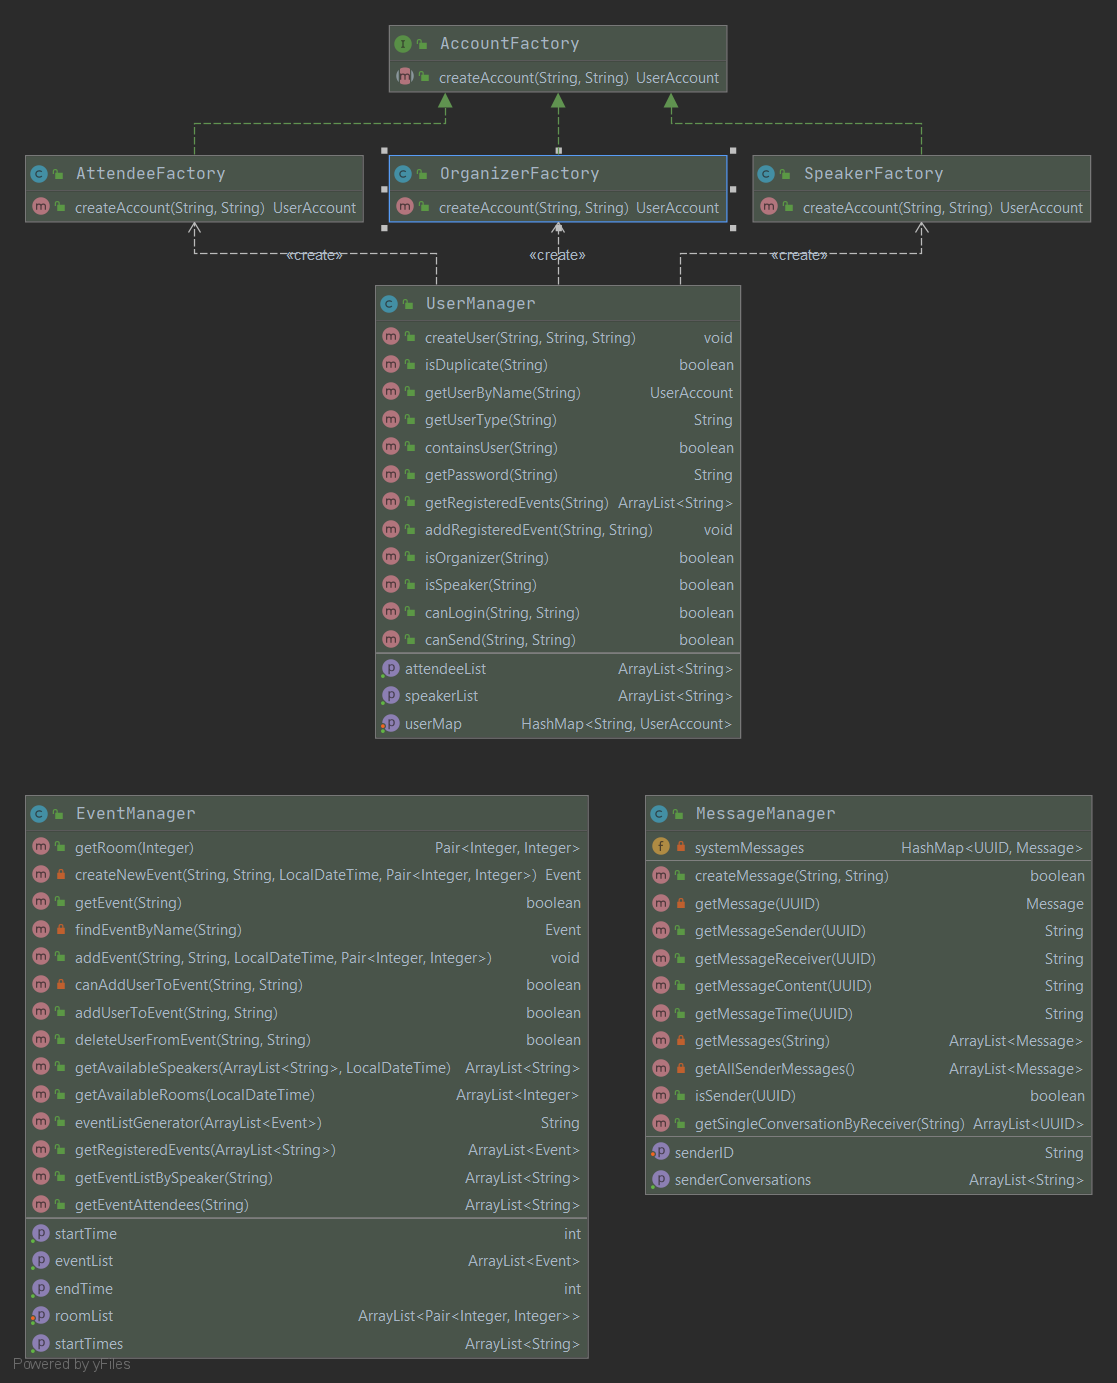 AccountFactory
createAccount(String, String) UserAccount
AttendeeFactory
createAccount(String, String) UserAccount
OrganizerFactory
createAccount(String, String) UserAccount
SpeakerFactory
createAccount(String, String) UserAccount
«create»
«create»
«create»
UserManager
createUser(String, String, String) void
isDuplicate(String) boolean
getUserByName(String) UserAccount
getUserType(String) String
containsUser(String) boolean
getPassword(String) String
getRegisteredEvents(String) ArrayList<String>
addRegisteredEvent(String, String) void
isOrganizer(String) boolean
isSpeaker(String) boolean
canLogin(String, String) boolean
canSend(String, String) boolean
attendeeList ArrayList<String>
speakerList ArrayList<String>
userMap HashMap<String, UserAccount>
EventManager
getRoom(Integer) Pair<Integer, Integer>
createNewEvent(String, String, LocalDateTime, Pair<Integer, Integer>) Event
getEvent(String) boolean
findEventByName(String) Event
addEvent(String, String, LocalDateTime, Pair<Integer, Integer>) void
canAddUserToEvent(String, String) boolean
addUserToEvent(String, String) boolean
deleteUserFromEvent(String, String) boolean
getAvailableSpeakers(ArrayList<String>, LocalDateTime) ArrayList<String>
getAvailableRooms(LocalDateTime) ArrayList<Integer>
eventListGenerator(ArrayList<Event>) String
getRegisteredEvents(ArrayList<String>) ArrayList<Event>
getEventListBySpeaker(String) ArrayList<String>
getEventAttendees(String) ArrayList<String>
startTime int
eventList ArrayList<Event>
endTime int
roomList ArrayList<Pair<Integer, Integer>>
startTimes ArrayList<String>
MessageManager
systemMessages HashMap<UUID, Message>
createMessage(String, String) boolean
getMessage(UUID) Message
getMessageSender(UUID) String
getMessageReceiver(UUID) String
getMessageContent(UUID) String
getMessageTime(UUID) String
getMessages(String) ArrayList<Message>
getAllSenderMessages() ArrayList<Message>
isSender(UUID) boolean
getSingleConversationByReceiver(String) ArrayList<UUID>
senderID String
senderConversations ArrayList<String>
Powered by yFiles